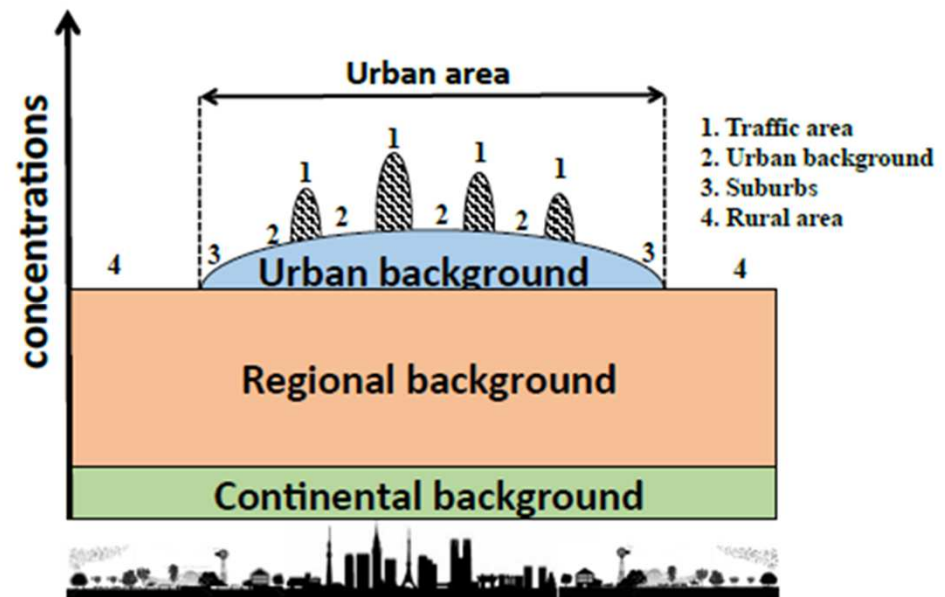 concentrations
Urban area
1. Traffic area
2. Urban background
3. Suburbs
4. Rural area
1
1
1
1
2
2
2
2
3
3
4
4
Urban background
Regional background
Continental background